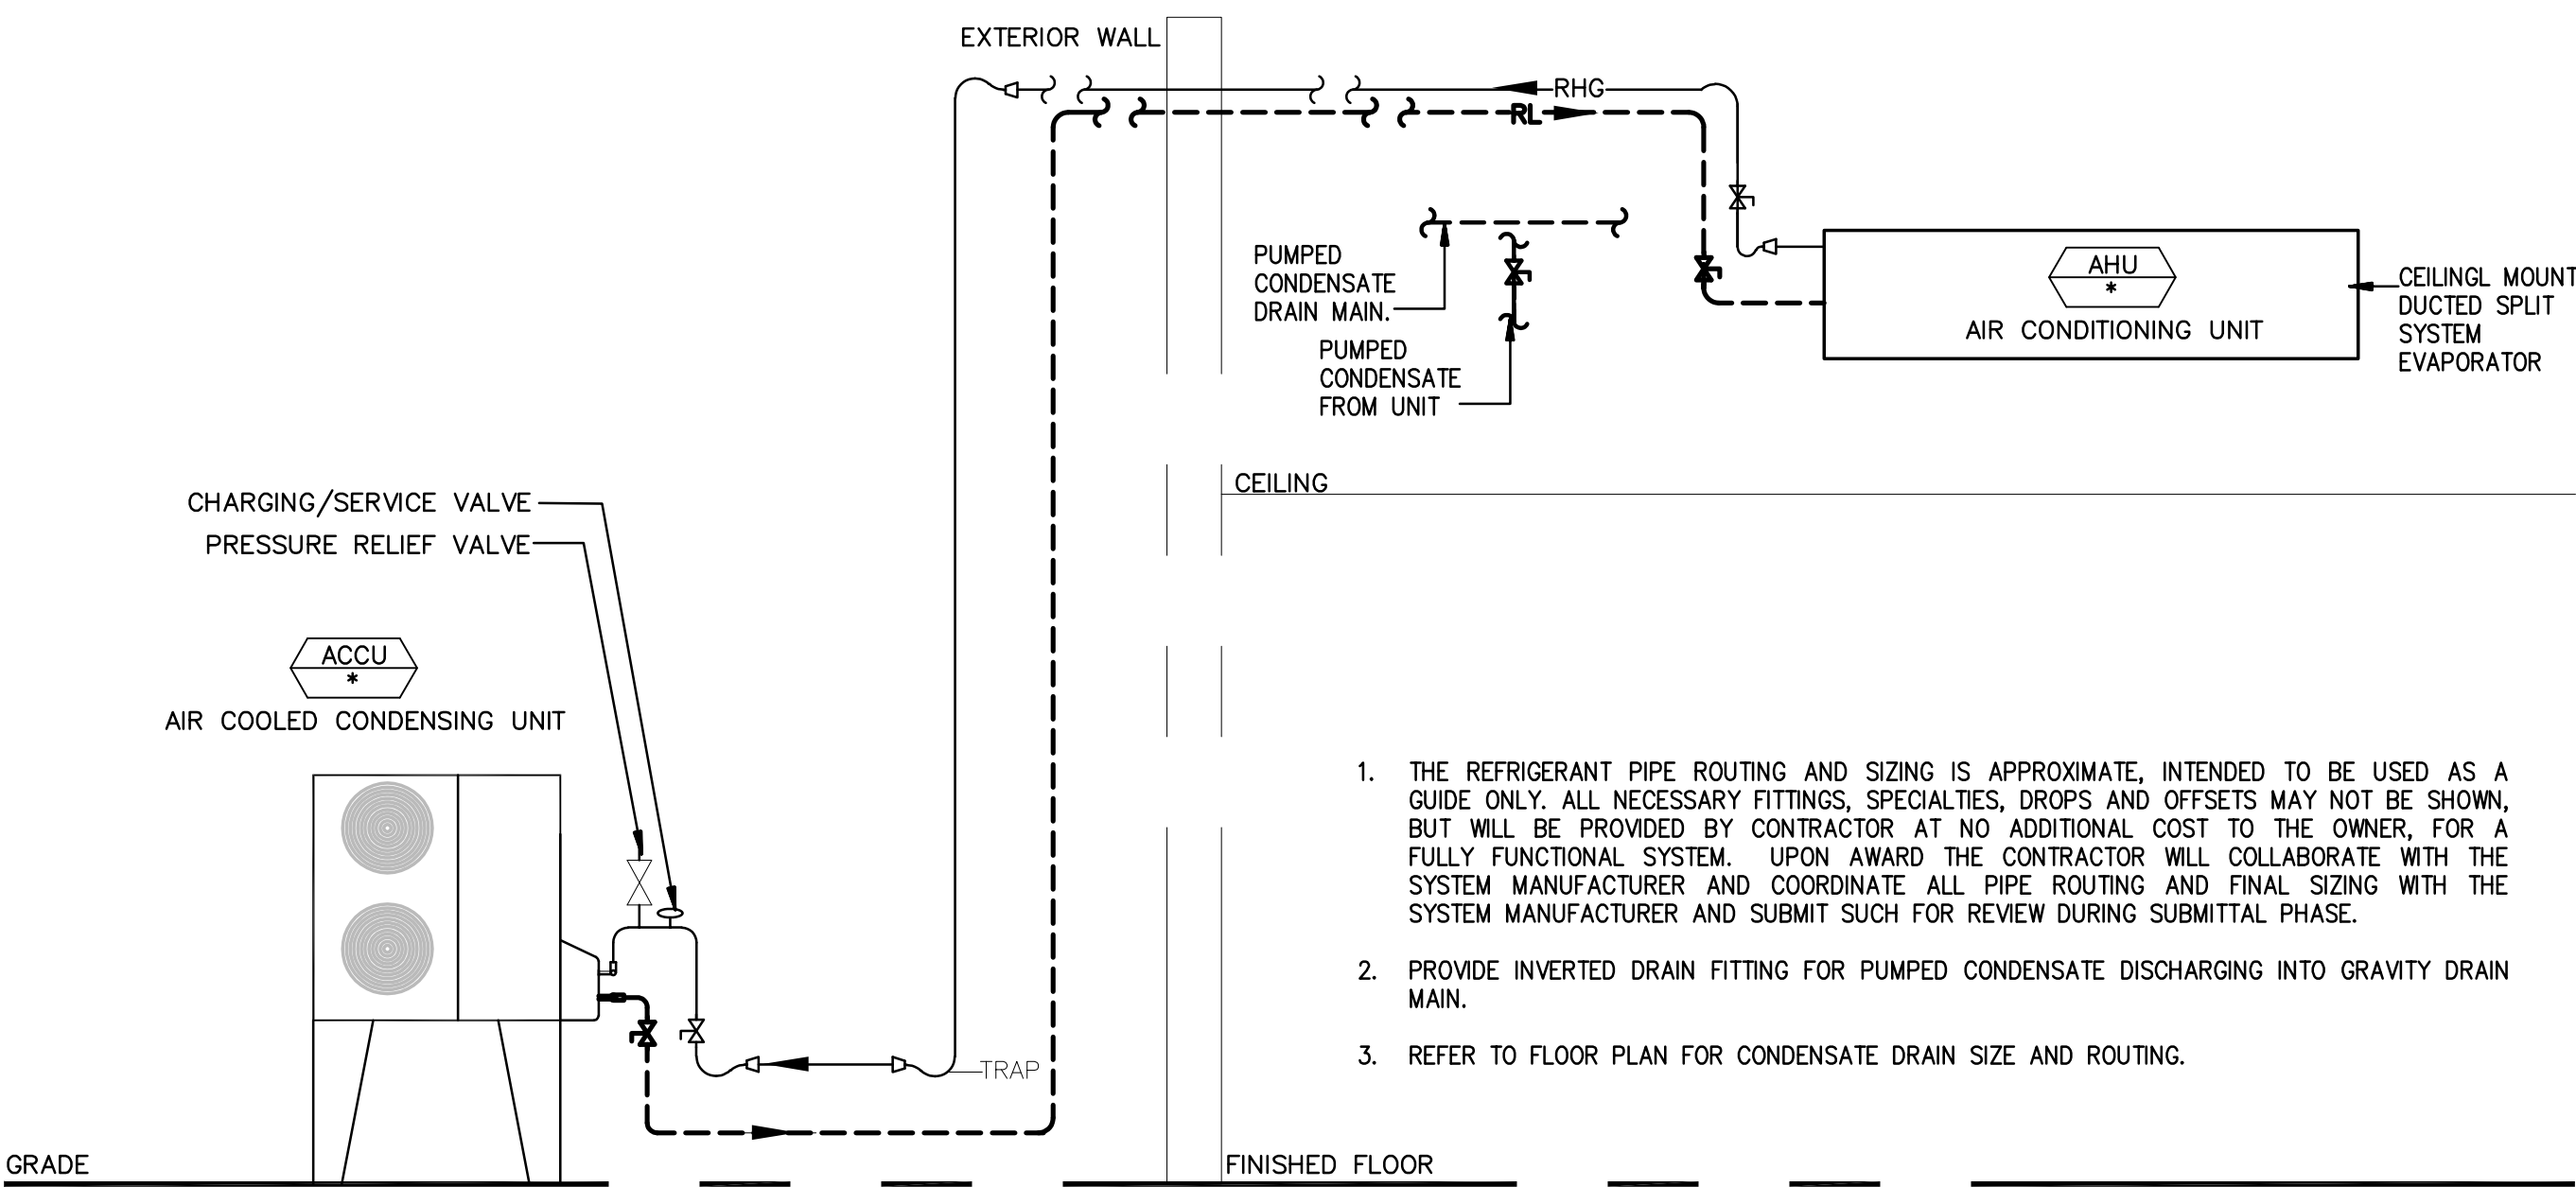 EXTERIOR WALL
RHG
RL
PUMPED
CONDENSATE
DRAIN MAIN.
PUMPED
CONDENSATE
FROM UNIT
AHU
*
AIR CONDITIONING UNIT
CEILINGL MOUNT
DUCTED SPLIT
SYSTEM
EVAPORATOR
CEILING
CHARGING/SERVICE VALVE
PRESSURE RELIEF VALVE
ACCU
*
AIR COOLED CONDENSING UNIT
TRAP
1. THE REFRIGERANT PIPE ROUTING AND SIZING IS APPROXIMATE, INTENDED TO BE USED AS A
GUIDE ONLY. ALL NECESSARY FITTINGS, SPECIALTIES, DROPS AND OFFSETS MAY NOT BE SHOWN,
BUT WILL BE PROVIDED BY CONTRACTOR AT NO ADDITIONAL COST TO THE OWNER, FOR A
FULLY FUNCTIONAL SYSTEM. UPON AWARD THE CONTRACTOR WILL COLLABORATE WITH THE
SYSTEM MANUFACTURER AND COORDINATE ALL PIPE ROUTING AND FINAL SIZING WITH THE
SYSTEM MANUFACTURER AND SUBMIT SUCH FOR REVIEW DURING SUBMITTAL PHASE.
2. PROVIDE INVERTED DRAIN FITTING FOR PUMPED CONDENSATE DISCHARGING INTO GRAVITY DRAIN
MAIN.
3. REFER TO FLOOR PLAN FOR CONDENSATE DRAIN SIZE AND ROUTING.
GRADE
FINISHED FLOOR